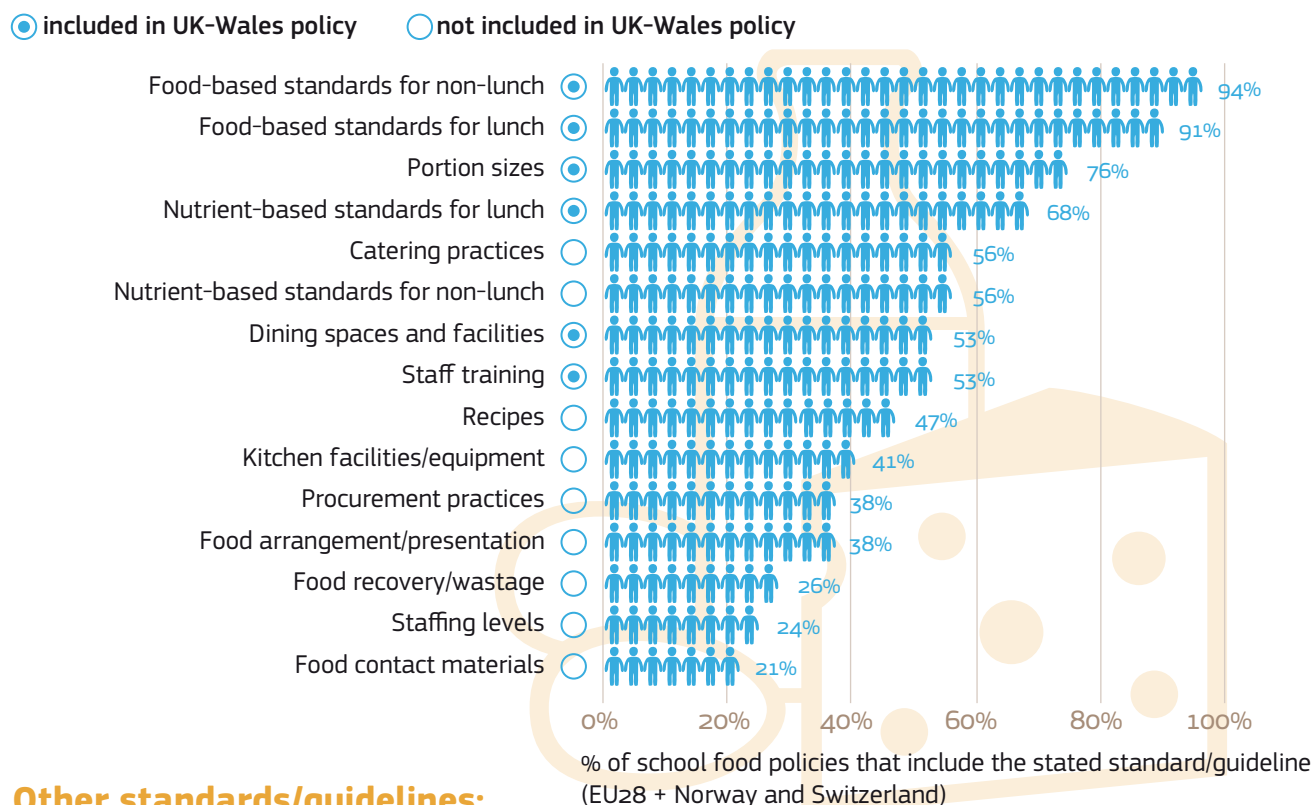 included in UK-Wales policy not included in UK-Wales policy
Food-based standards for non-lunch 94%
Food-based standards for lunch 91%
Portion sizes 76%
Nutrient-based standards for lunch 68%
Catering practices 56%
Nutrient-based standards for non-lunch 56%
Dining spaces and facilities 53%
Staff training 53%
Recipes 47%
Kitchen facilities/equipment 41%
Procurement practices 38%
Food arrangement/presentation 38%
Food recovery/wastage 26%
Staffing levels 24%
Food contact materials 21%
0% 20% 40% 60% 80% 100%
% of school food policies that include the stated standard/guideline
(EU28 + Norway and Switzerland)
Other standards/guidelines: